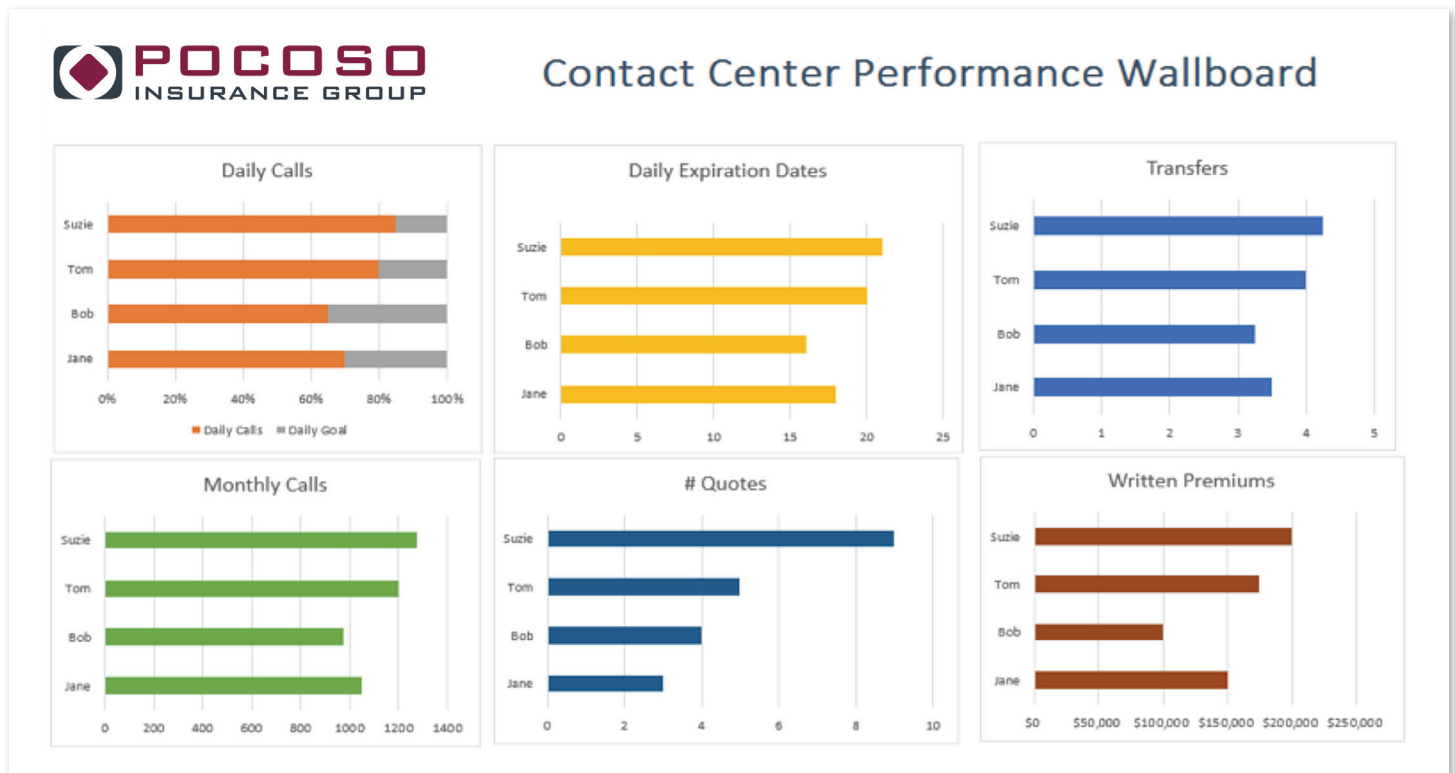 POCOSO
INSURANCE GROUP
Contact Center Performance Wallboard
Daily Calls
Suzie
Tom
Bob
Jane
0% 20% 40% 60% 80% 100%
Daily Calls Daily Goal
Daily Expiration Dates
Suzie
Tom
Bob
Jane
0 5 10 15 20 25
Transfers
Suzie
Tom
Bob
Jane
0 1 2 3 4 5
Monthly Calls
Suzie
Tom
Bob
Jane
0 200 400 600 800 1000 1200 1400
# Quotes
Suzie
Tom
Bob
Jane
0 2 4 6 8 10
Written Premiums
Suzie
Tom
Bob
Jane
$0 $50,000 $100,000 $150,000 $200,000 $250,000